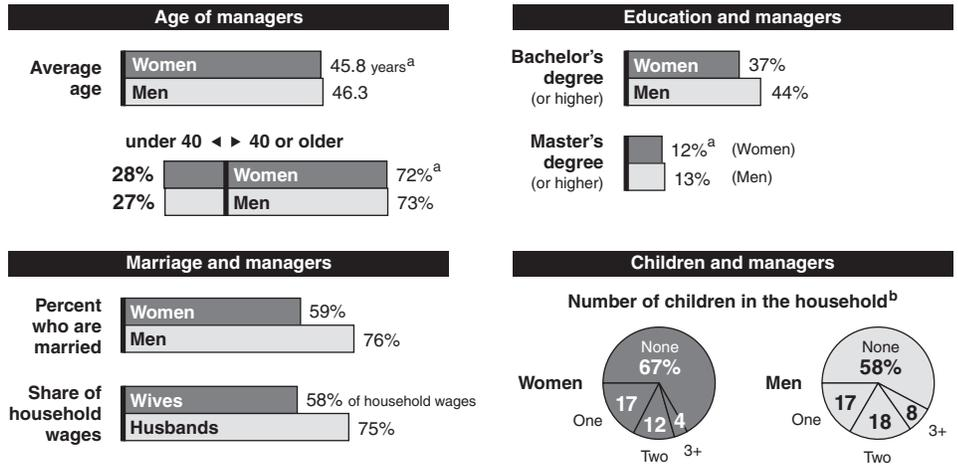 Age of managers
Average age
Women 45.8 years^a
Men 46.3
under 40 ◄ ► 40 or older
28% Women 72%^a
27% Men 73%
Education and managers
Bachelor's degree (or higher)
Women 37%
Men 44%
Master's degree (or higher)
12%^a (Women)
13% (Men)
Marriage and managers
Percent who are married
Women 59%
Men 76%
Share of household wages
Wives 58% of household wages
Husbands 75%
Children and managers
Number of children in the household^b
Women
None
67%
One 17
Two 12
3+ 4
Men
None
58%
One 17
Two 18
3+ 8